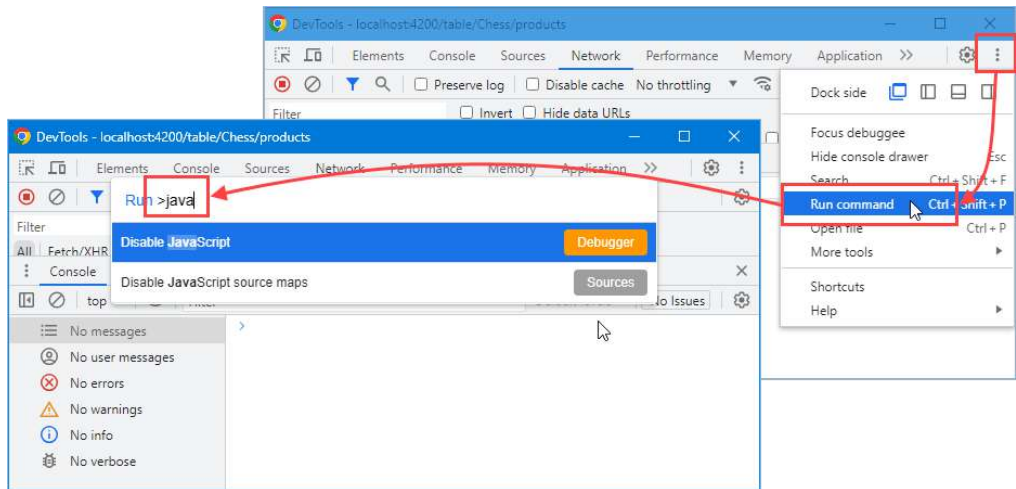 DevTools - localhost:4200/table/Chess/products
Elements Console Sources Network Performance Memory Application >>
Preserve log Disable cache No throttling
Filter Invert Hide data URLs
Dock side
Focus debuggee
Hide console drawer Esc
Search Ctrl + Shift + F
Run command Ctrl + Shift + P
Open file Ctrl + P
More tools
Shortcuts
Help
DevTools - localhost:4200/table/Chess/products
Elements Console Sources Network Performance Memory Application >>
Run >java
Filter
Disable JavaScript Debugger
All Fetch/XHR
Disable JavaScript source maps Sources
Console
top Filter No Issues
No messages
No user messages
No errors
No warnings
No info
No verbose